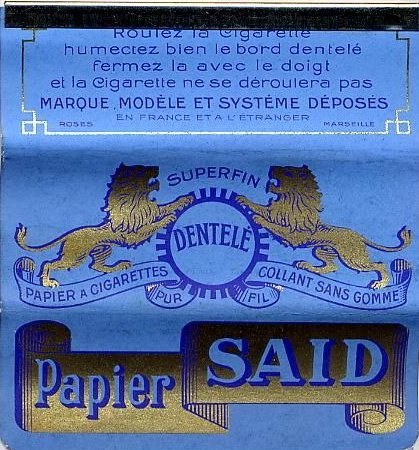 Roulez la Cigarette
humectez bien le bord dentelé
fermez la avec le doigt
et la Cigarette ne se déroulera pas
MARQUE, MODÈLE ET SYSTÈME DÉPOSÉS
EN FRANCE ET A L'ÉTRANGER
ROSES MARSEILLE
SUPERFIN
DENTELÉ
PAPIER A CIGARETTES PUR FIL COLLANT SANS GOMME
Papier SAID